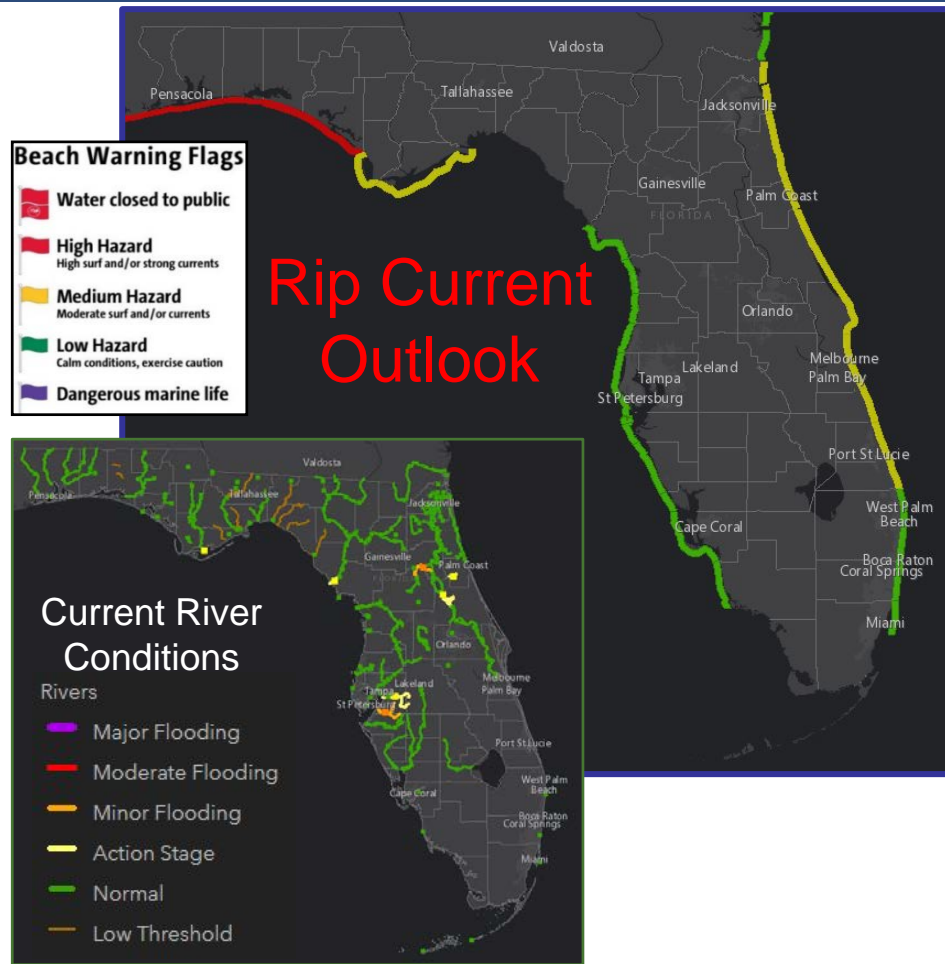 Valdosta
Pensacola
Tallahassee
Jacksonville
Gainesville
Palm Coast
FLORIDA
Orlando
Melbourne
Palm Bay
Lakeland
Tampa
St Petersburg
Port St Lucie
West Palm
Beach
Cape Coral
Boca Raton
Coral Springs
Miami
Rip Current
Outlook
Beach Warning Flags
Water closed to public
High Hazard
High surf and/or strong currents
Medium Hazard
Moderate surf and/or currents
Low Hazard
Calm conditions, exercise caution
Dangerous marine life
Valdosta
Pensacola
Tallahassee
Jacksonville
Gainesville
Palm Coast
FLORIDA
Orlando
Melbourne
Palm Bay
Lakeland
Tampa
St Petersburg
Port St Lucie
West Palm
Beach
Cape Coral
Boca Raton
Coral Springs
Miami
Current River
Conditions
Rivers
Major Flooding
Moderate Flooding
Minor Flooding
Action Stage
Normal
Low Threshold